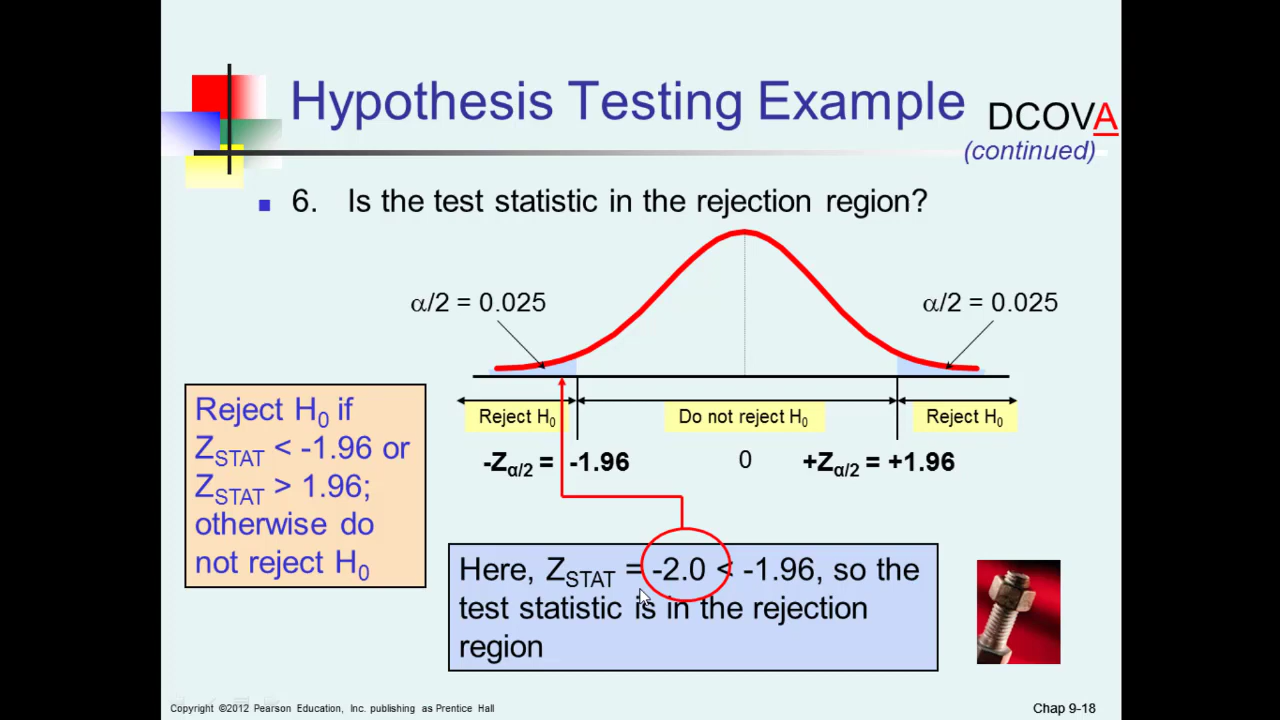 Hypothesis Testing Example
DCOVA
(continued)
6. Is the test statistic in the rejection region?
α/2 = 0.025
α/2 = 0.025
Reject H0 if
ZSTAT < -1.96 or
ZSTAT > 1.96;
otherwise do
not reject H0
Reject H0
Do not reject H0
Reject H0
-Zα/2 = -1.96
0
+Zα/2 = +1.96
Here, ZSTAT = -2.0 < -1.96, so the
test statistic is in the rejection
region
Copyright ©2012 Pearson Education, Inc. publishing as Prentice Hall
Chap 9-18